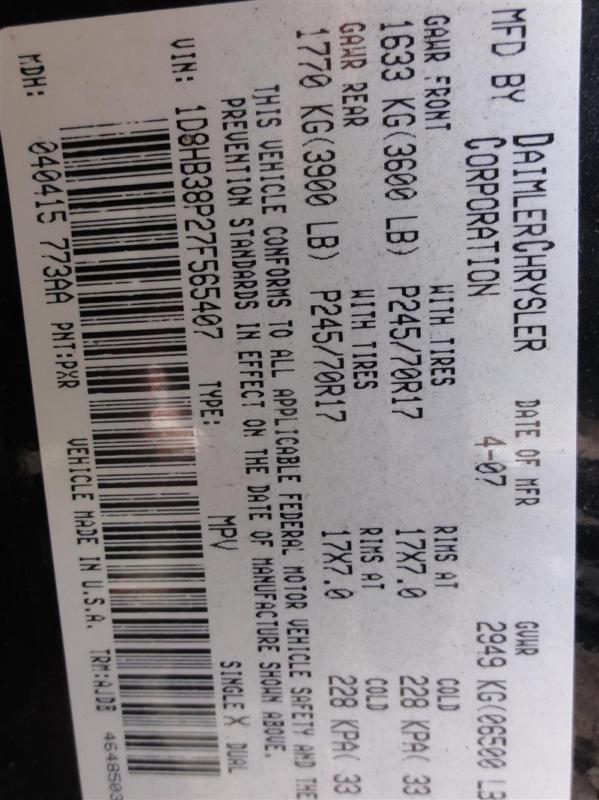 MFD BY DAIMLERCHRYSLER DATE OF MFR GVWR
CORPORATION 4-07 2949 KG(06500 LB
GAWR FRONT WITH TIRES RIMS AT COLD
1633 KG(3600 LB) P245/70R17 17X7.0 228 KPA( 33
GAWR REAR WITH TIRES RIMS AT COLD
1770 KG(3900 LB) P245/70R17 17X7.0 228 KPA( 33
THIS VEHICLE CONFORMS TO ALL APPLICABLE FEDERAL MOTOR VEHICLE SAFETY AND THE
PREVENTION STANDARDS IN EFFECT ON THE DATE OF MANUFACTURE SHOWN ABOVE.
VIN: 1D8HB38P27F565407 TYPE: MPV SINGLE X DUAL
MDH: 040415 773AA PNT:PXR VEHICLE MADE IN U.S.A. TRM:AJDB 4648503